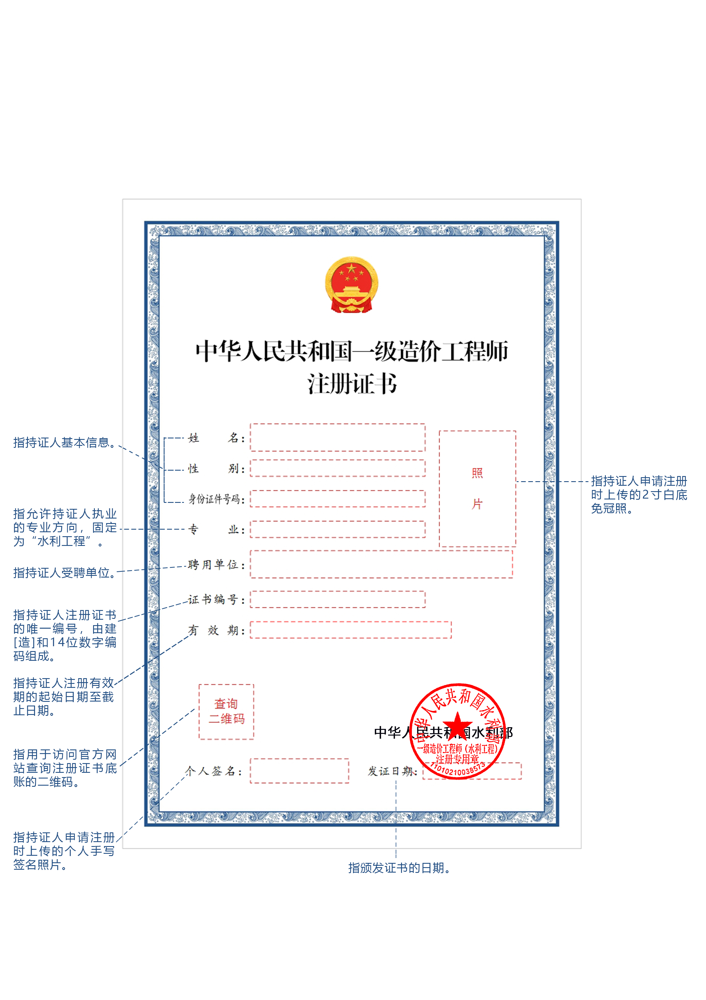 中华人民共和国一级造价工程师
注册证书
指持证人基本信息。
姓 名：
性 别：
身份证件号码：
照
片
指持证人申请注册
时上传的2寸白底
免冠照。
指允许持证人执业
的专业方向，固定
为“水利工程”。
专 业：
指持证人受聘单位。
聘用单位：
指持证人注册证书
的唯一编号，由建
[造]和14位数字编
码组成。
证书编号：
有 效 期：
指持证人注册有效
期的起始日期至截
止日期。
查询
二维码
指用于访问官方网
站查询注册证书底
账的二维码。
中华人民共和国水利部
中华人民共和国水利部
一级造价工程师（水利工程）
注册专用章
11010210038573
个人签名：
发证日期：
指持证人申请注册
时上传的个人手写
签名照片。
指颁发证书的日期。